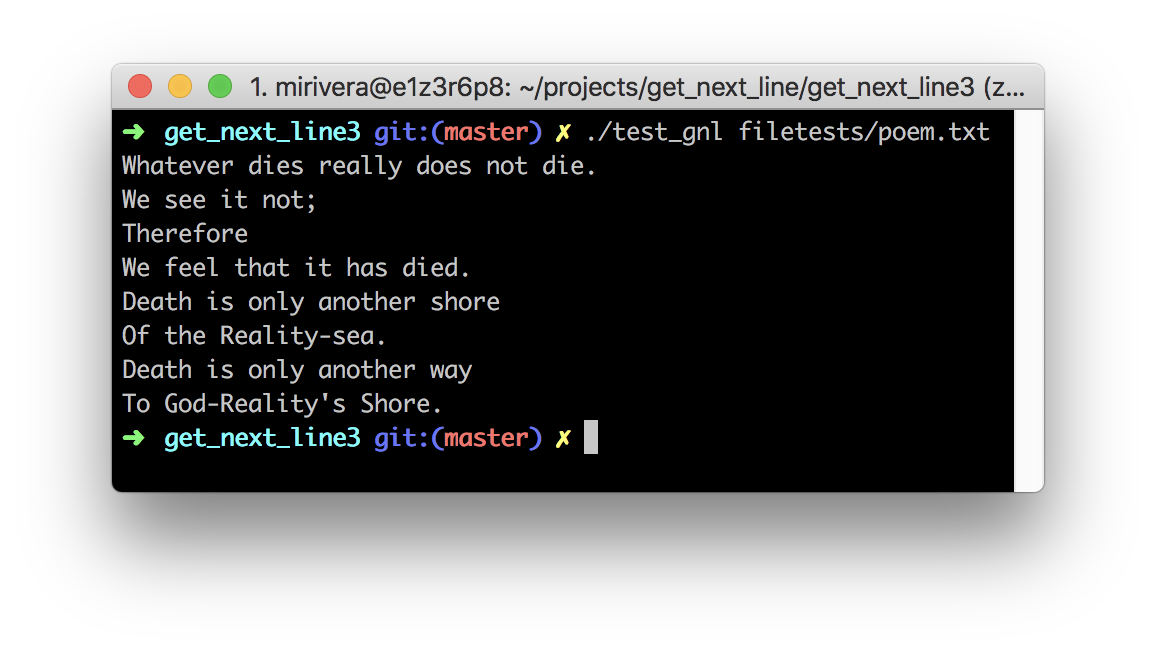 1. mirivera@e1z3r6p8: ~/projects/get_next_line/get_next_line3 (z...
➜ get_next_line3 git:(master) ✗ ./test_gnl filetests/poem.txt
Whatever dies really does not die.
We see it not;
Therefore
We feel that it has died.
Death is only another shore
Of the Reality-sea.
Death is only another way
To God-Reality's Shore.
➜ get_next_line3 git:(master) ✗